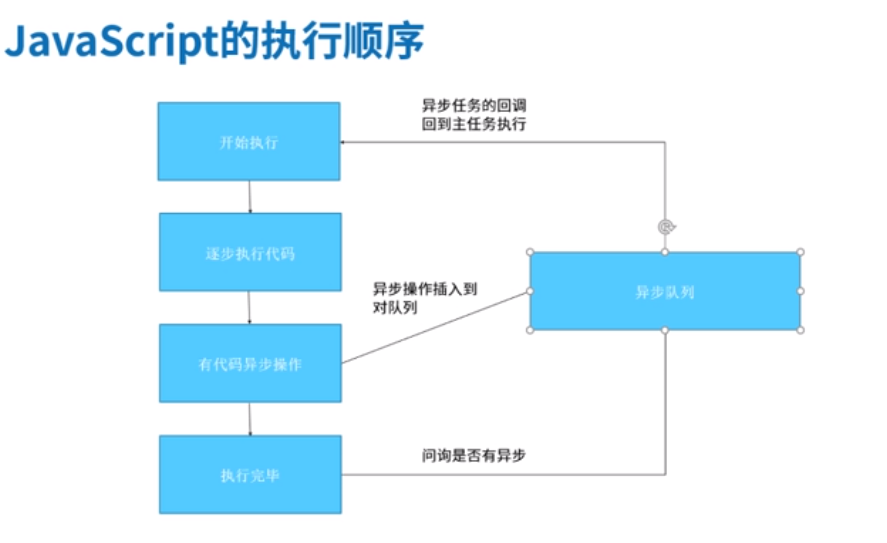 JavaScript的执行顺序
异步任务的回调
回到主任务执行
开始执行
逐步执行代码
异步操作插入到
对队列
异步队列
有代码异步操作
问询是否有异步
执行完毕